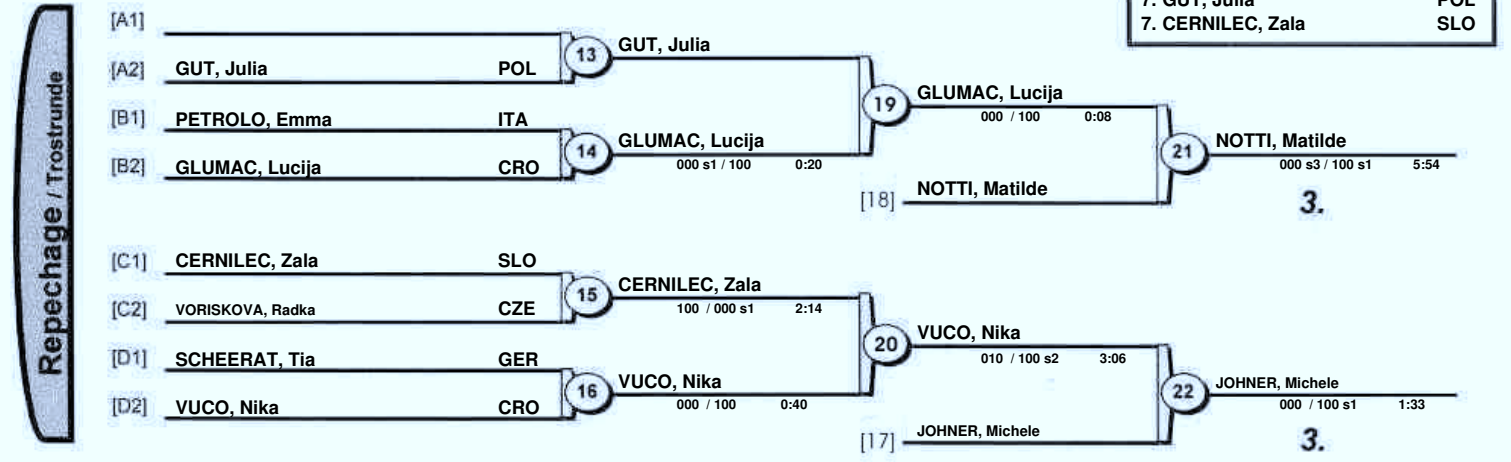 7. GUT, Julia POL
7. CERNILEC, Zala SLO
Repechage / Trostrunde
[A1]
[A2] GUT, Julia POL
13 GUT, Julia
[B1] PETROLO, Emma ITA
[B2] GLUMAC, Lucija CRO
14 GLUMAC, Lucija
000 s1 / 100 0:20
19 GLUMAC, Lucija
000 / 100 0:08
[18] NOTTI, Matilde
21 NOTTI, Matilde
000 s3 / 100 s1 5:54
3.
[C1] CERNILEC, Zala SLO
[C2] VORISKOVA, Radka CZE
15 CERNILEC, Zala
100 / 000 s1 2:14
[D1] SCHEERAT, Tia GER
[D2] VUCO, Nika CRO
16 VUCO, Nika
000 / 100 0:40
20 VUCO, Nika
010 / 100 s2 3:06
[17] JOHNER, Michele
22 JOHNER, Michele
000 / 100 s1 1:33
3.